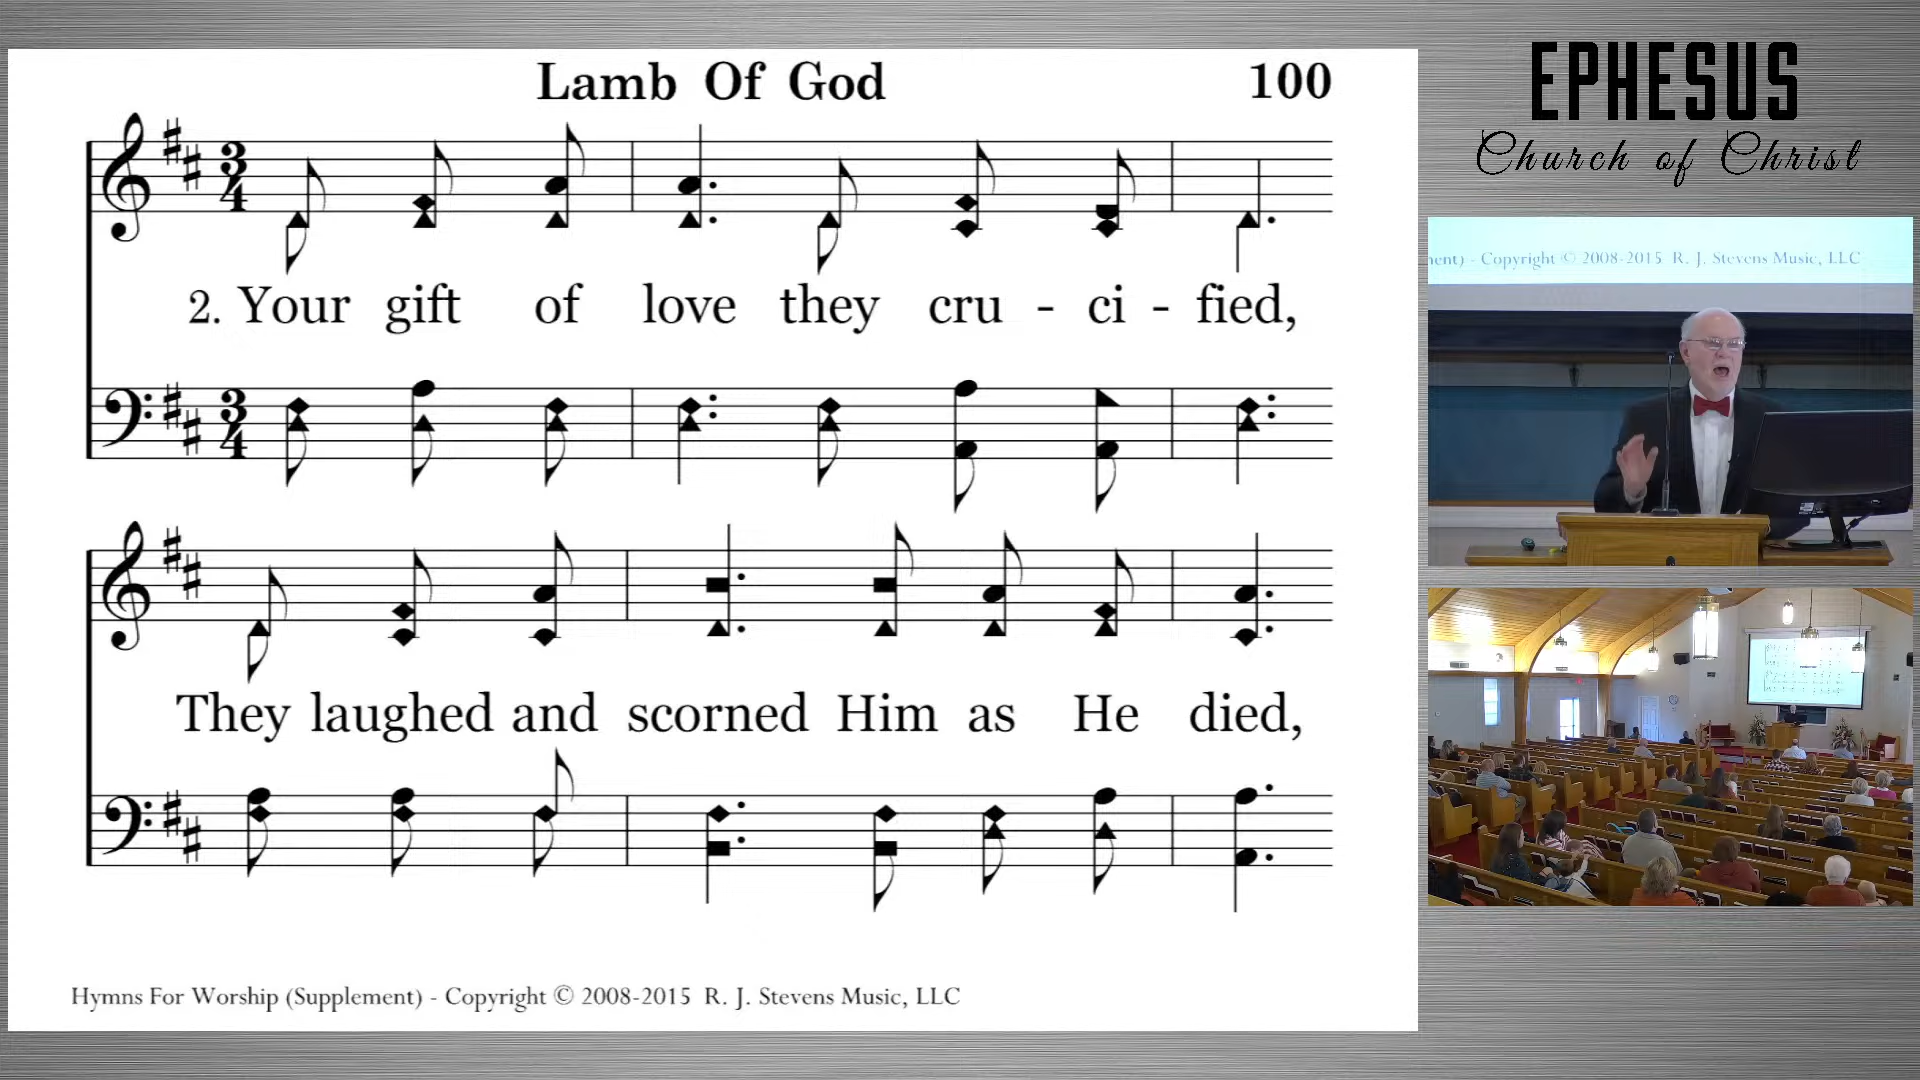 Lamb Of God 100
2. Your gift of love they cru - ci - fied,
They laughed and scorned Him as He died,
Hymns For Worship (Supplement) - Copyright © 2008-2015 R. J. Stevens Music, LLC
EPHESUS
Church of Christ
ent) - Copyright © 2008-2015 R. J. Stevens Music, LLC